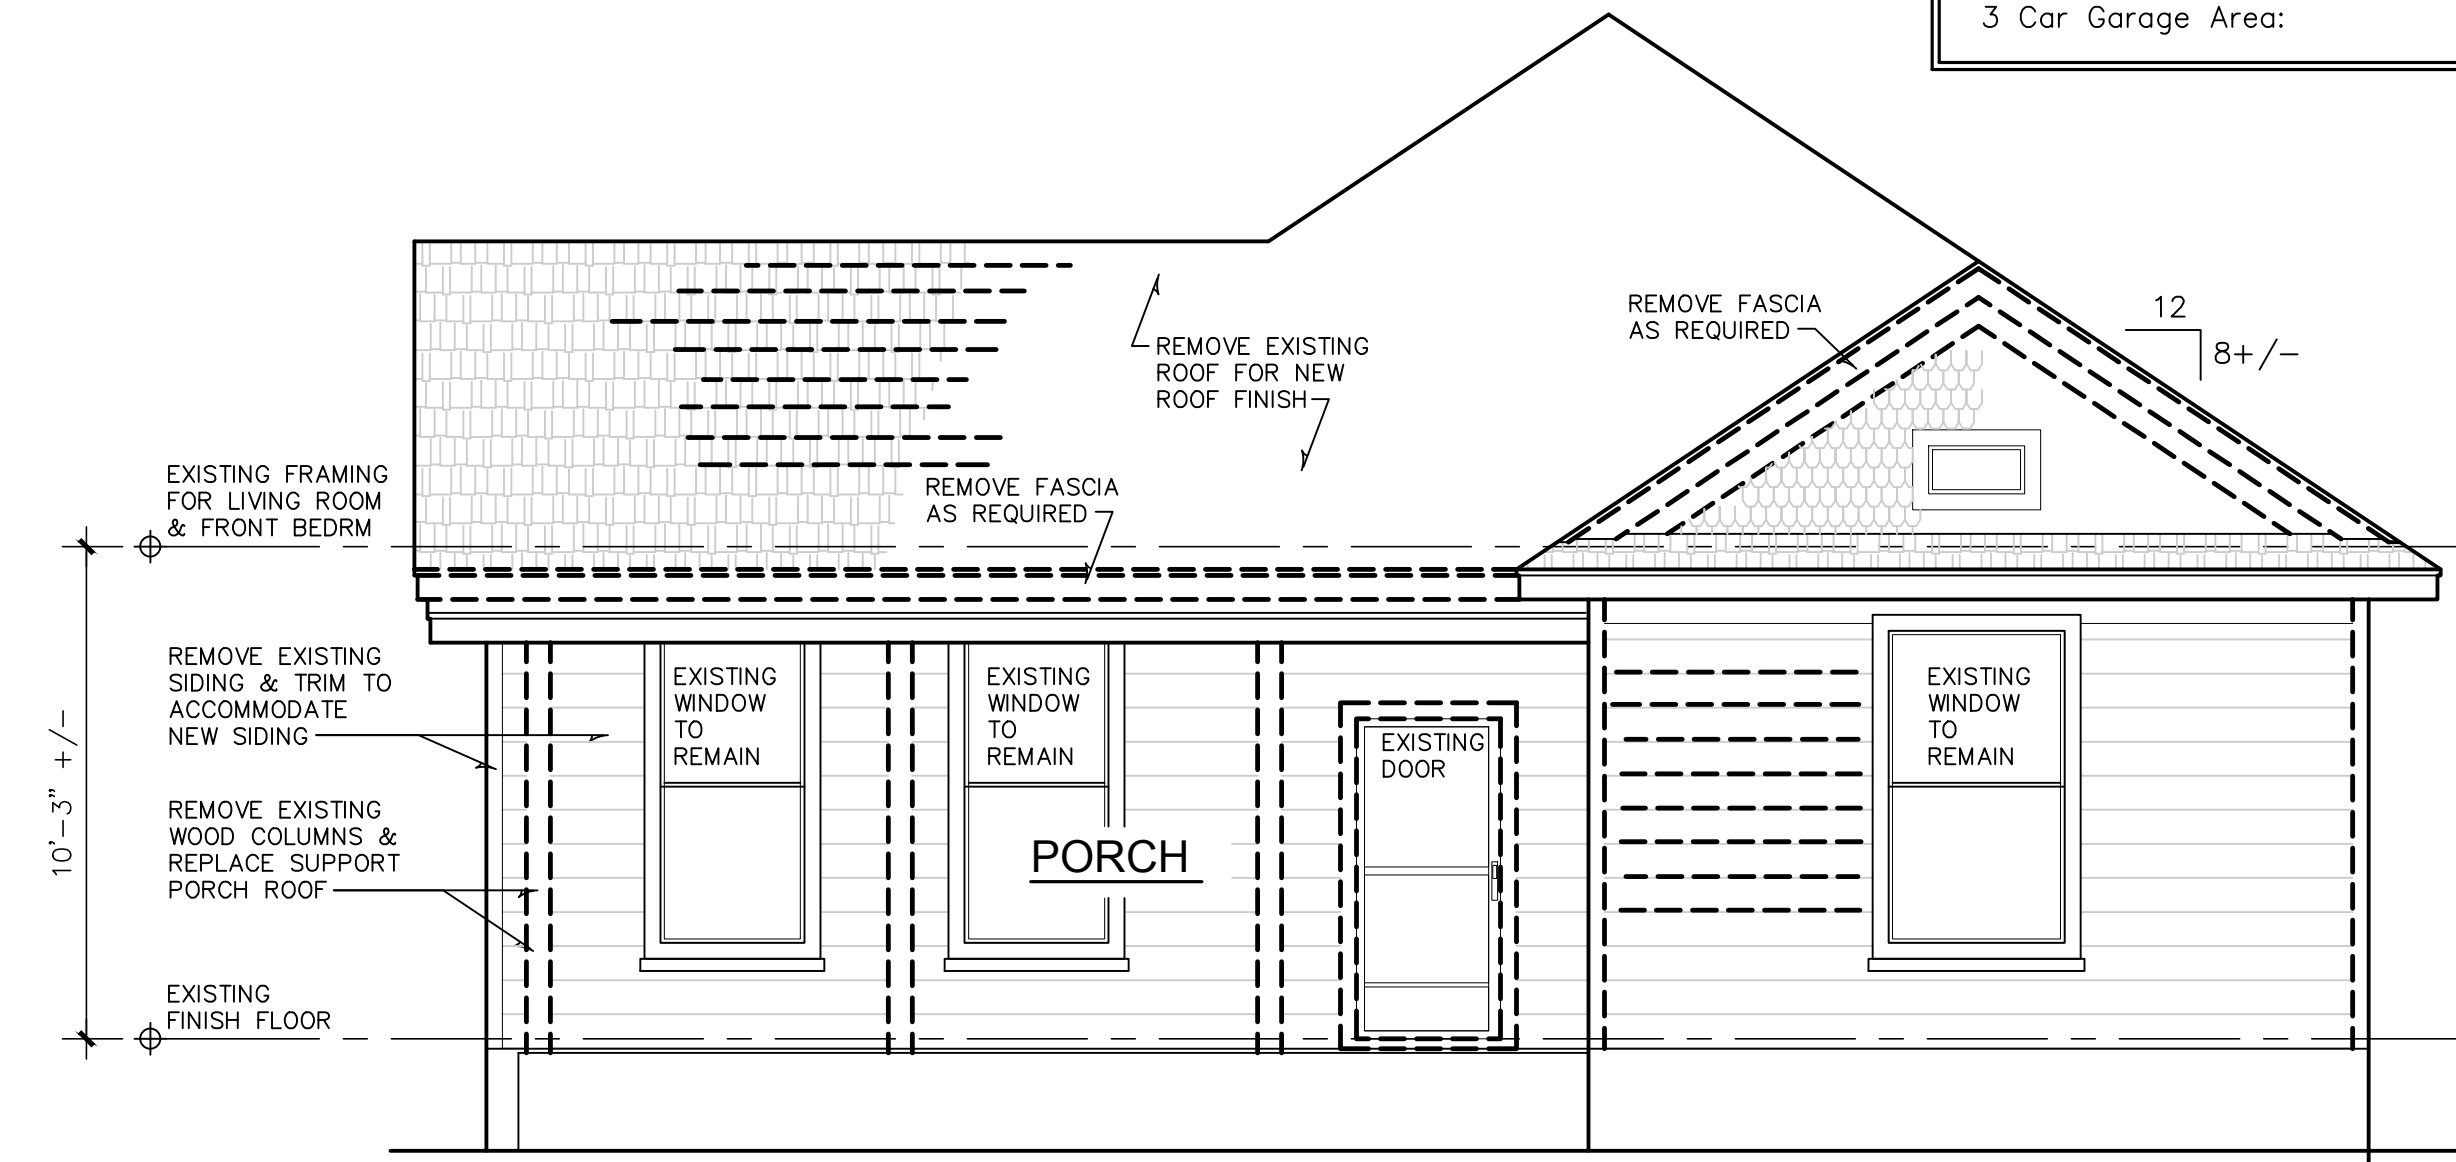 3 Car Garage Area:
REMOVE FASCIA
AS REQUIRED
12
8+/-
REMOVE EXISTING
ROOF FOR NEW
ROOF FINISH
EXISTING FRAMING
FOR LIVING ROOM
& FRONT BEDRM
REMOVE FASCIA
AS REQUIRED
REMOVE EXISTING
SIDING & TRIM TO
ACCOMMODATE
NEW SIDING
EXISTING
WINDOW
TO
REMAIN
EXISTING
WINDOW
TO
REMAIN
EXISTING
WINDOW
TO
REMAIN
EXISTING
DOOR
10'-3" +/-
REMOVE EXISTING
WOOD COLUMNS &
REPLACE SUPPORT
PORCH ROOF
PORCH
EXISTING
FINISH FLOOR